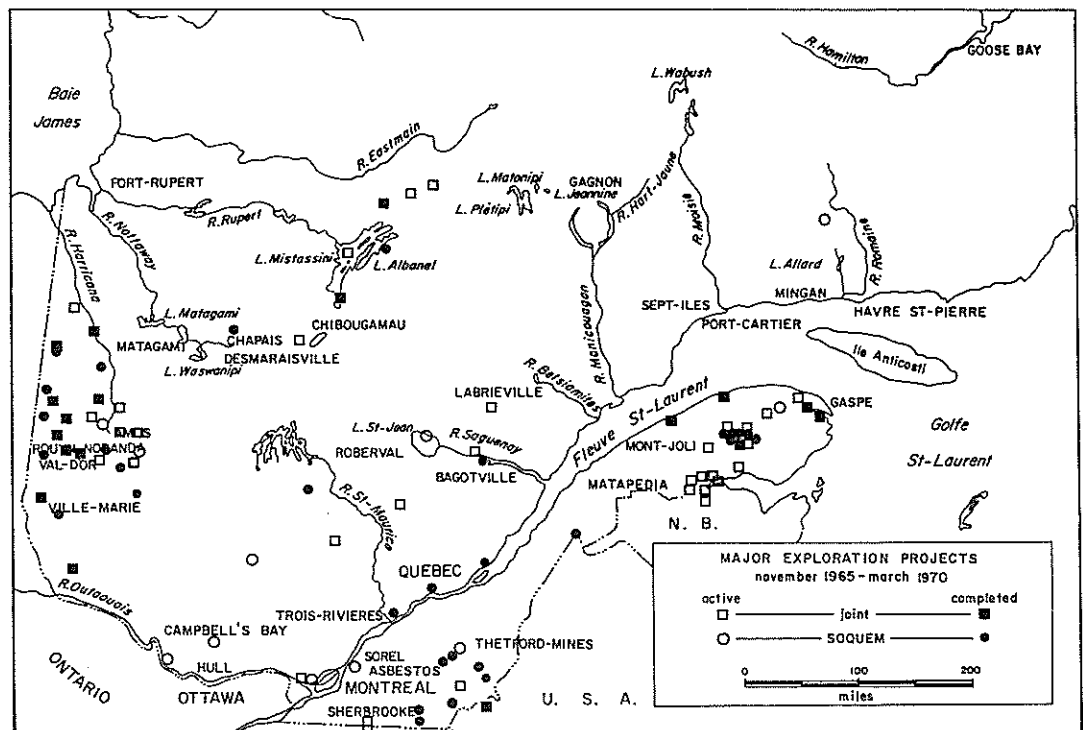 R. Hamilton
GOOSE BAY
L. Wabush
Baie
James
R. Eastmain
FORT-RUPERT
R. Rupert
L. Matonipi
L. Plétipi
GAGNON
L. Jeannine
R. Hart-Jaune
R. Moisie
R. Romaine
R. Nottaway
R. Harricana
L. Mistassini
L. Albanel
L. Allard
MINGAN
SEPT-ILES
HAVRE ST-PIERRE
PORT-CARTIER
L. Matagami
CHIBOUGAMAU
CHAPAIS
MATAGAMI
DESMARAISVILLE
L. Waswanipi
R. Manicouagan
Ile Anticosti
R. Betsiamites
LABRIEVILLE
Fleuve St-Laurent
GASPE
Golfe
St-Laurent
AMOS
L. St-Jean
R. Saguenay
ROBERVAL
MONT-JOLI
ROUYN-NORANDA
VAL-DOR
BAGOTVILLE
MATAPEDIA
VILLE-MARIE
R. St-Maurice
N. B.
QUEBEC
R. Outaouais
TROIS-RIVIERES
CAMPBELL'S BAY
THETFORD-MINES
SOREL
ASBESTOS
HULL
ONTARIO
OTTAWA
MONTREAL
SHERBROOKE
U. S. A.
MAJOR EXPLORATION PROJECTS
november 1965-march 1970
active completed
joint
SOQUEM
0 100 200
miles